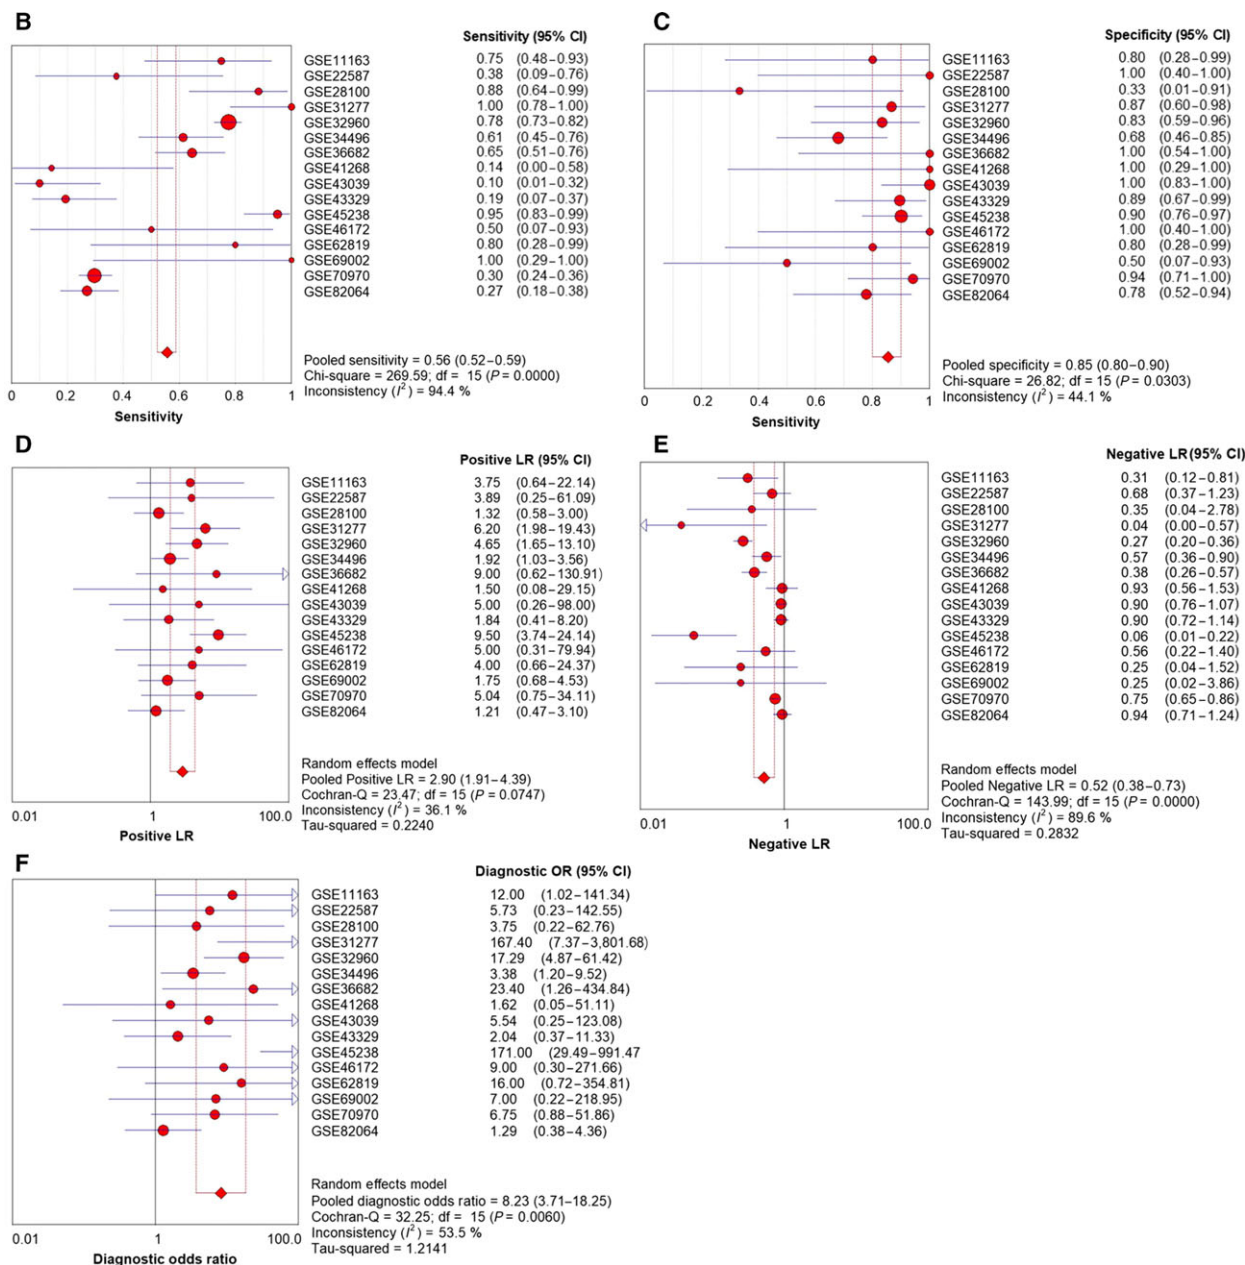 B
Sensitivity (95% CI)
GSE11163 0.75 (0.48–0.93)
GSE22587 0.38 (0.09–0.76)
GSE28100 0.88 (0.64–0.99)
GSE31277 1.00 (0.78–1.00)
GSE32960 0.78 (0.73–0.82)
GSE34496 0.61 (0.45–0.76)
GSE36682 0.65 (0.51–0.76)
GSE41268 0.14 (0.00–0.58)
GSE43039 0.10 (0.01–0.32)
GSE43329 0.19 (0.07–0.37)
GSE45238 0.95 (0.83–0.99)
GSE46172 0.50 (0.07–0.93)
GSE62819 0.80 (0.28–0.99)
GSE69002 1.00 (0.29–1.00)
GSE70970 0.30 (0.24–0.36)
GSE82064 0.27 (0.18–0.38)
Pooled sensitivity = 0.56 (0.52–0.59)
Chi-square = 269.59; df = 15 (P = 0.0000)
Inconsistency (I²) = 94.4 %
0 0.2 0.4 0.6 0.8 1
Sensitivity
C
Specificity (95% CI)
GSE11163 0.80 (0.28–0.99)
GSE22587 1.00 (0.40–1.00)
GSE28100 0.33 (0.01–0.91)
GSE31277 0.87 (0.60–0.98)
GSE32960 0.83 (0.59–0.96)
GSE34496 0.68 (0.46–0.85)
GSE36682 1.00 (0.54–1.00)
GSE41268 1.00 (0.29–1.00)
GSE43039 1.00 (0.83–1.00)
GSE43329 0.89 (0.67–0.99)
GSE45238 0.90 (0.76–0.97)
GSE46172 1.00 (0.40–1.00)
GSE62819 0.80 (0.28–0.99)
GSE69002 0.50 (0.07–0.93)
GSE70970 0.94 (0.71–1.00)
GSE82064 0.78 (0.52–0.94)
Pooled specificity = 0.85 (0.80–0.90)
Chi-square = 26.82; df = 15 (P = 0.0303)
Inconsistency (I²) = 44.1 %
0 0.2 0.4 0.6 0.8 1
Sensitivity
D
Positive LR (95% CI)
GSE11163 3.75 (0.64–22.14)
GSE22587 3.89 (0.25–61.09)
GSE28100 1.32 (0.58–3.00)
GSE31277 6.20 (1.98–19.43)
GSE32960 4.65 (1.65–13.10)
GSE34496 1.92 (1.03–3.56)
GSE36682 9.00 (0.62–130.91)
GSE41268 1.50 (0.08–29.15)
GSE43039 5.00 (0.26–98.00)
GSE43329 1.84 (0.41–8.20)
GSE45238 9.50 (3.74–24.14)
GSE46172 5.00 (0.31–79.94)
GSE62819 4.00 (0.66–24.37)
GSE69002 1.75 (0.68–4.53)
GSE70970 5.04 (0.75–34.11)
GSE82064 1.21 (0.47–3.10)
Random effects model
Pooled Positive LR = 2.90 (1.91–4.39)
Cochran-Q = 23.47; df = 15 (P = 0.0747)
Inconsistency (I²) = 36.1 %
Tau-squared = 0.2240
0.01 1 100.0
Positive LR
E
Negative LR (95% CI)
GSE11163 0.31 (0.12–0.81)
GSE22587 0.68 (0.37–1.23)
GSE28100 0.35 (0.04–2.78)
GSE31277 0.04 (0.00–0.57)
GSE32960 0.27 (0.20–0.36)
GSE34496 0.57 (0.36–0.90)
GSE36682 0.38 (0.26–0.57)
GSE41268 0.93 (0.56–1.53)
GSE43039 0.90 (0.76–1.07)
GSE43329 0.90 (0.72–1.14)
GSE45238 0.06 (0.01–0.22)
GSE46172 0.56 (0.22–1.40)
GSE62819 0.25 (0.04–1.52)
GSE69002 0.25 (0.02–3.86)
GSE70970 0.75 (0.65–0.86)
GSE82064 0.94 (0.71–1.24)
Random effects model
Pooled Negative LR = 0.52 (0.38–0.73)
Cochran-Q = 143.99; df = 15 (P = 0.0000)
Inconsistency (I²) = 89.6 %
Tau-squared = 0.2832
0.01 1 100.0
Negative LR
F
Diagnostic OR (95% CI)
GSE11163 12.00 (1.02–141.34)
GSE22587 5.73 (0.23–142.55)
GSE28100 3.75 (0.22–62.76)
GSE31277 167.40 (7.37–3,801.68)
GSE32960 17.29 (4.87–61.42)
GSE34496 3.38 (1.20–9.52)
GSE36682 23.40 (1.26–434.84)
GSE41268 1.62 (0.05–51.11)
GSE43039 5.54 (0.25–123.08)
GSE43329 2.04 (0.37–11.33)
GSE45238 171.00 (29.49–991.47
GSE46172 9.00 (0.30–271.66)
GSE62819 16.00 (0.72–354.81)
GSE69002 7.00 (0.22–218.95)
GSE70970 6.75 (0.88–51.86)
GSE82064 1.29 (0.38–4.36)
Random effects model
Pooled diagnostic odds ratio = 8.23 (3.71–18.25)
Cochran-Q = 32.25; df = 15 (P = 0.0060)
Inconsistency (I²) = 53.5 %
Tau-squared = 1.2141
0.01 1 100.0
Diagnostic odds ratio